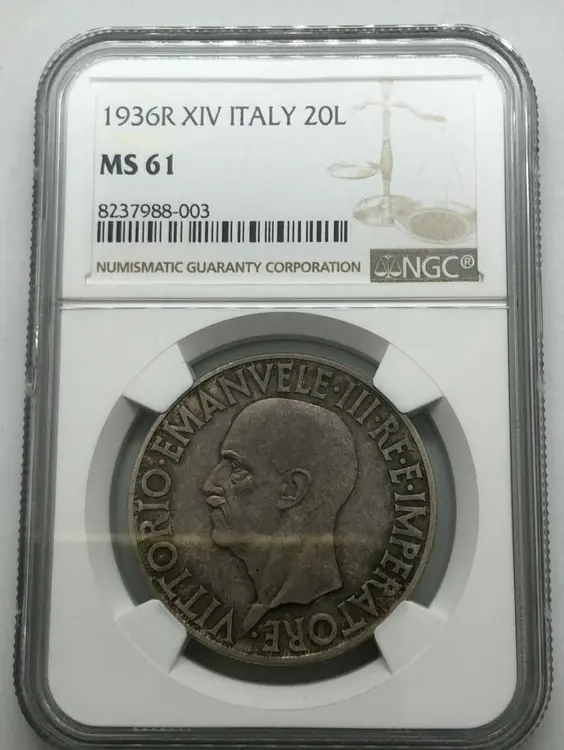 1936R XIV ITALY 20L
MS 61
8237988-003
NUMISMATIC GUARANTY CORPORATION
NGC®
VITTORIO·EMANVELE·III·RE·E·IMPERATORE·